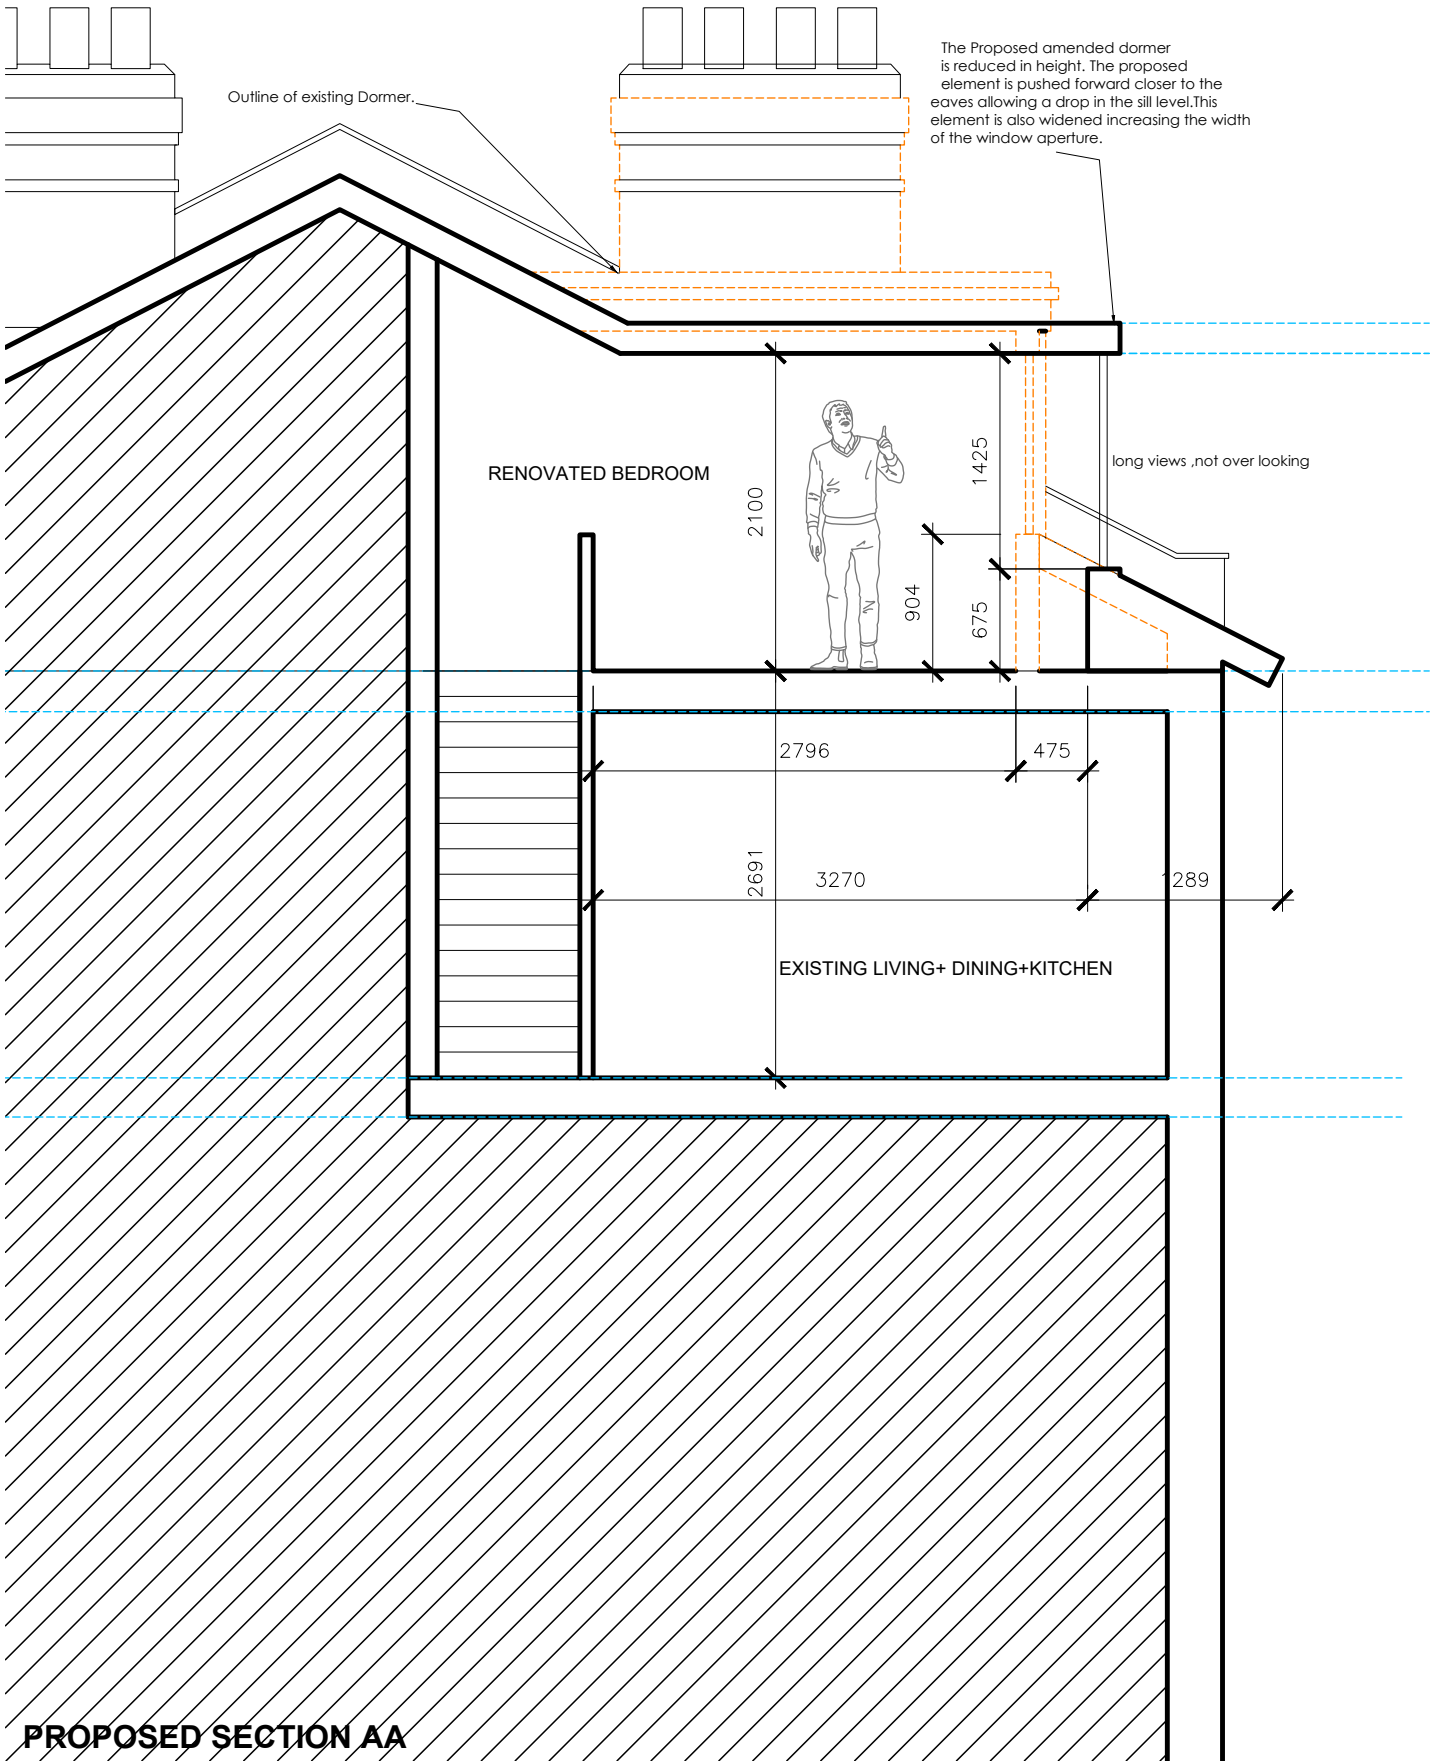 The Proposed amended dormer
is reduced in height. The proposed
element is pushed forward closer to the
eaves allowing a drop in the sill level.This
element is also widened increasing the width
of the window aperture.
Outline of existing Dormer.
long views ,not over looking
RENOVATED BEDROOM
2100
1425
904
675
2796
475
2691
3270
1289
EXISTING LIVING+ DINING+KITCHEN
PROPOSED SECTION AA